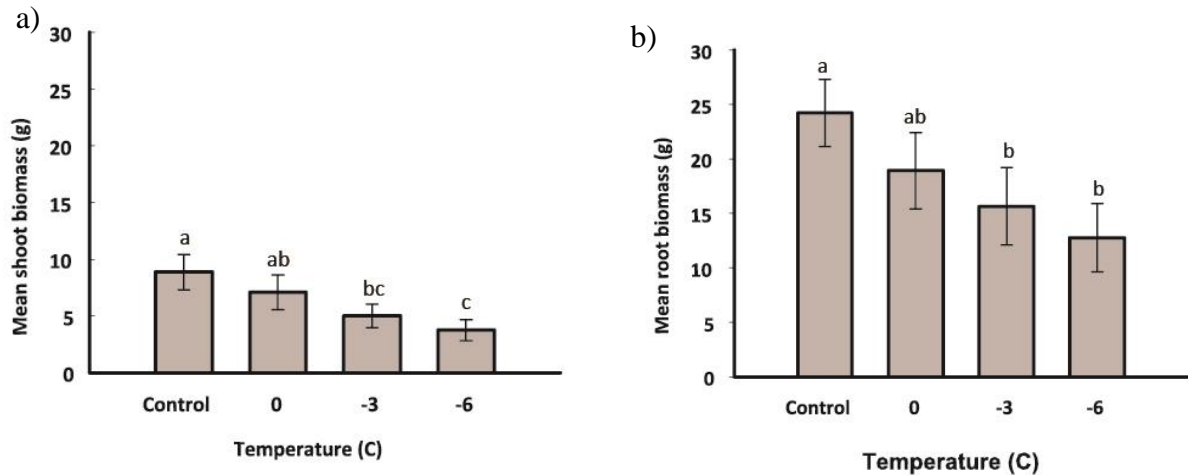 a)
Mean shoot biomass (g)
30
25
20
15
10
5
0
a
ab
bc
c
Control 0 -3 -6
Temperature (C)
b)
Mean root biomass (g)
30
25
20
15
10
5
0
a
ab
b
b
Control 0 -3 -6
Temperature (C)